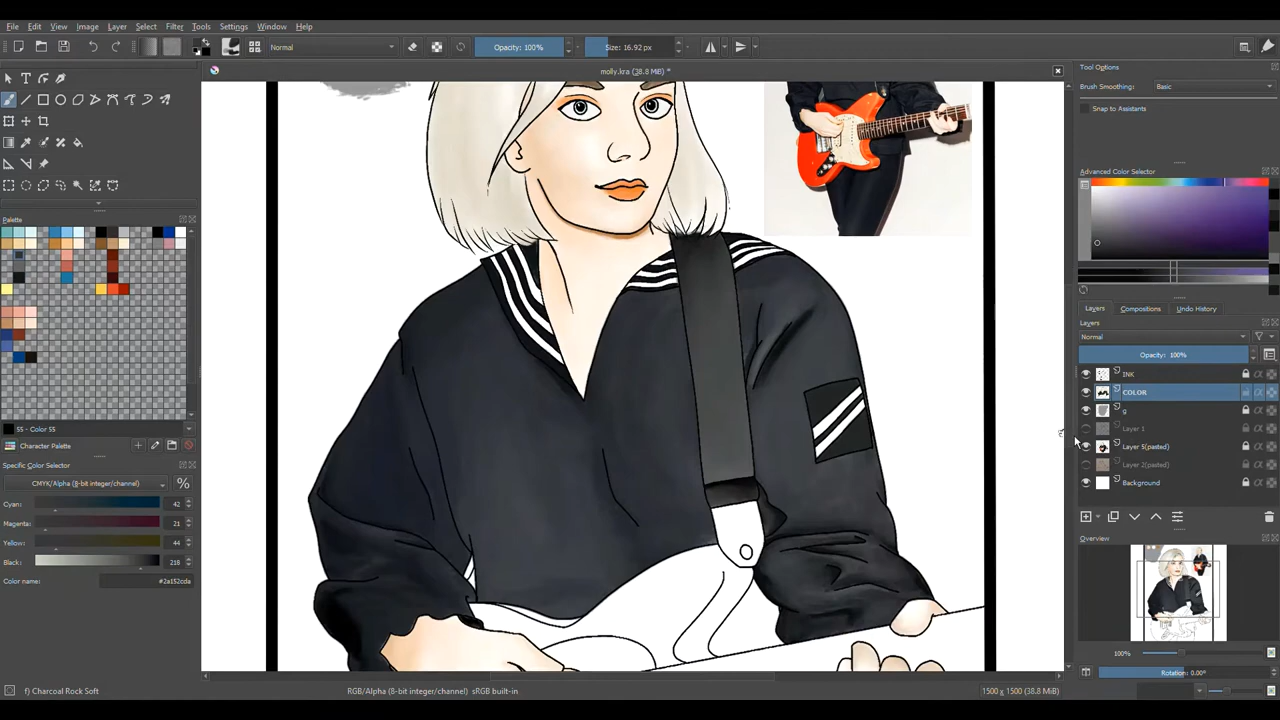 File Edit View Image Layer Select Filter Tools Settings Window Help
Normal Opacity: 100% Size: 16.92 px
molly.kra (38.8 MiB) *
Tool Options
Brush Smoothing: Basic
Snap to Assistants
Advanced Color Selector
Palette
Layers Compositions Undo History
Layers
Normal
Opacity: 100%
INK
COLOR
g
Layer 1
Layer 5(pasted)
Layer 2(pasted)
Background
55 - Color 55
Character Palette
Specific Color Selector
CMYK/Alpha (8-bit integer/channel) %
Cyan: 42
Magenta: 21
Yellow: 44
Black: 218
Color name: #2a152cda
Overview
100%
Rotation: 0.00°
f) Charcoal Rock Soft
RGB/Alpha (8-bit integer/channel) sRGB built-in
1500 x 1500 (38.8 MiB)